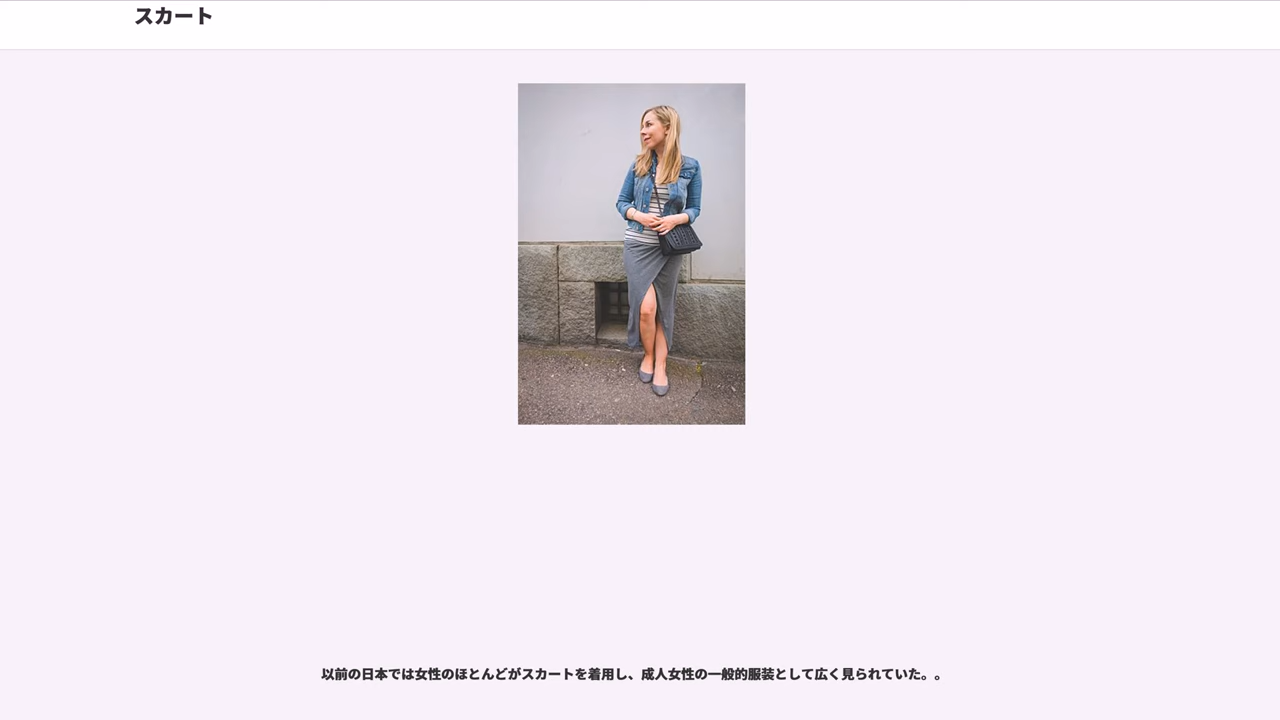 スカート
以前の日本では女性のほとんどがスカートを着用し、成人女性の一般的服装として広く見られていた。。